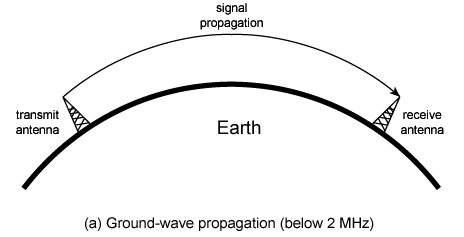 signal
propagation
transmit
antenna
Earth
receive
antenna
(a) Ground-wave propagation (below 2 MHz)